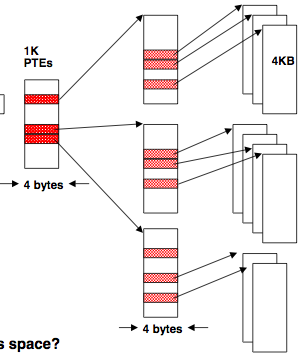 1K
PTEs
4KB
4 bytes
4 bytes
s space?